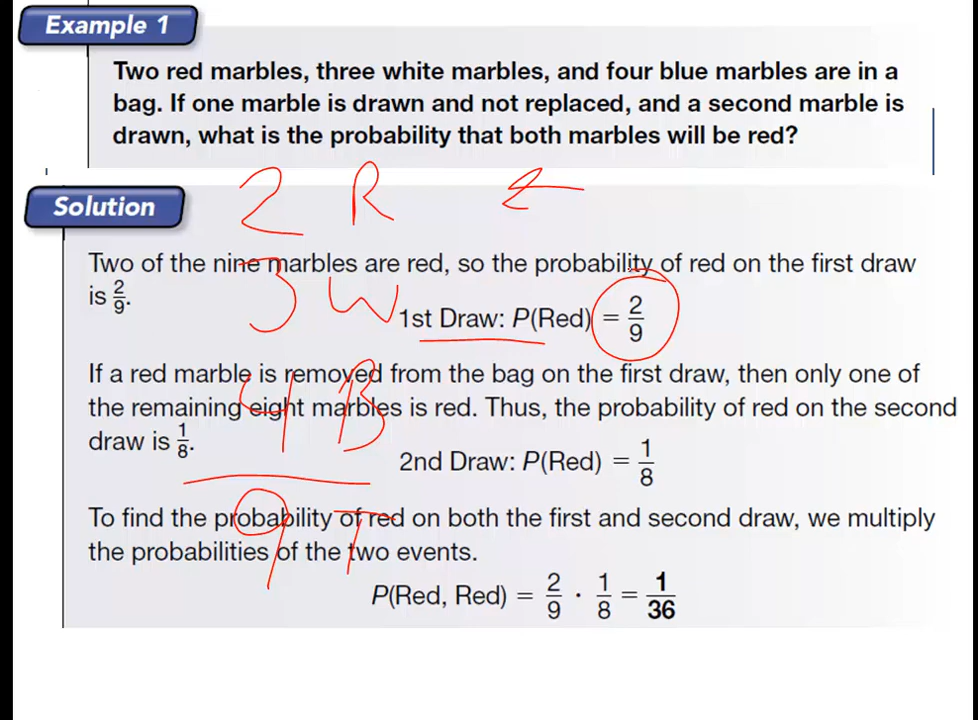 Example 1
Two red marbles, three white marbles, and four blue marbles are in a
bag. If one marble is drawn and not replaced, and a second marble is
drawn, what is the probability that both marbles will be red?
2 R
Solution
Two of the nine marbles are red, so the probability of red on the first draw
is 2/9.
3 W
1st Draw: P(Red) = 2/9
If a red marble is removed from the bag on the first draw, then only one of
4 B
the remaining eight marbles is red. Thus, the probability of red on the second
draw is 1/8.
2nd Draw: P(Red) = 1/8
To find the probability of red on both the first and second draw, we multiply
9 T
the probabilities of the two events.
P(Red, Red) = 2/9 · 1/8 = 1/36